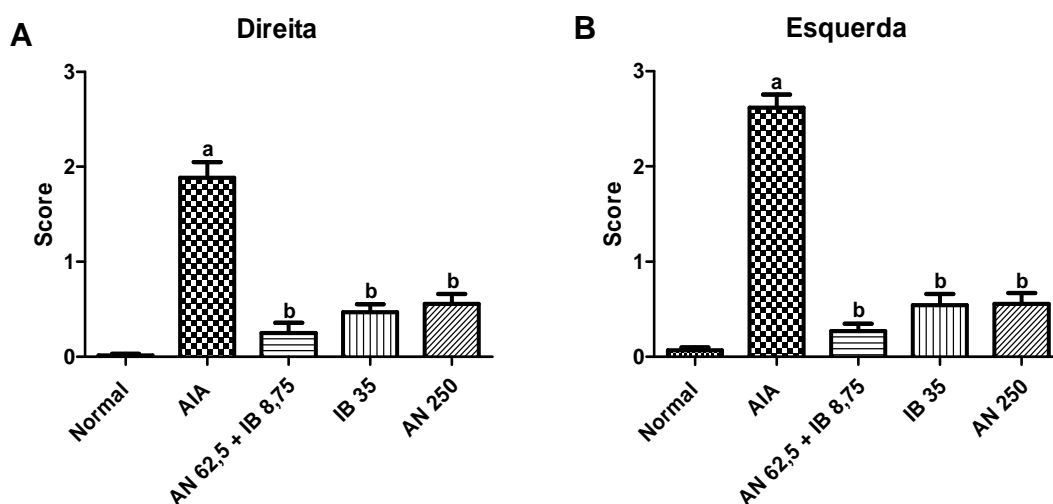 A
Direita
Score
3
2
1
0
a
b
b
b
Normal
AIA
AN 62,5 + IB 8,75
IB 35
AN 250
B
Esquerda
Score
3
2
1
0
a
b
b
b
Normal
AIA
AN 62,5 + IB 8,75
IB 35
AN 250